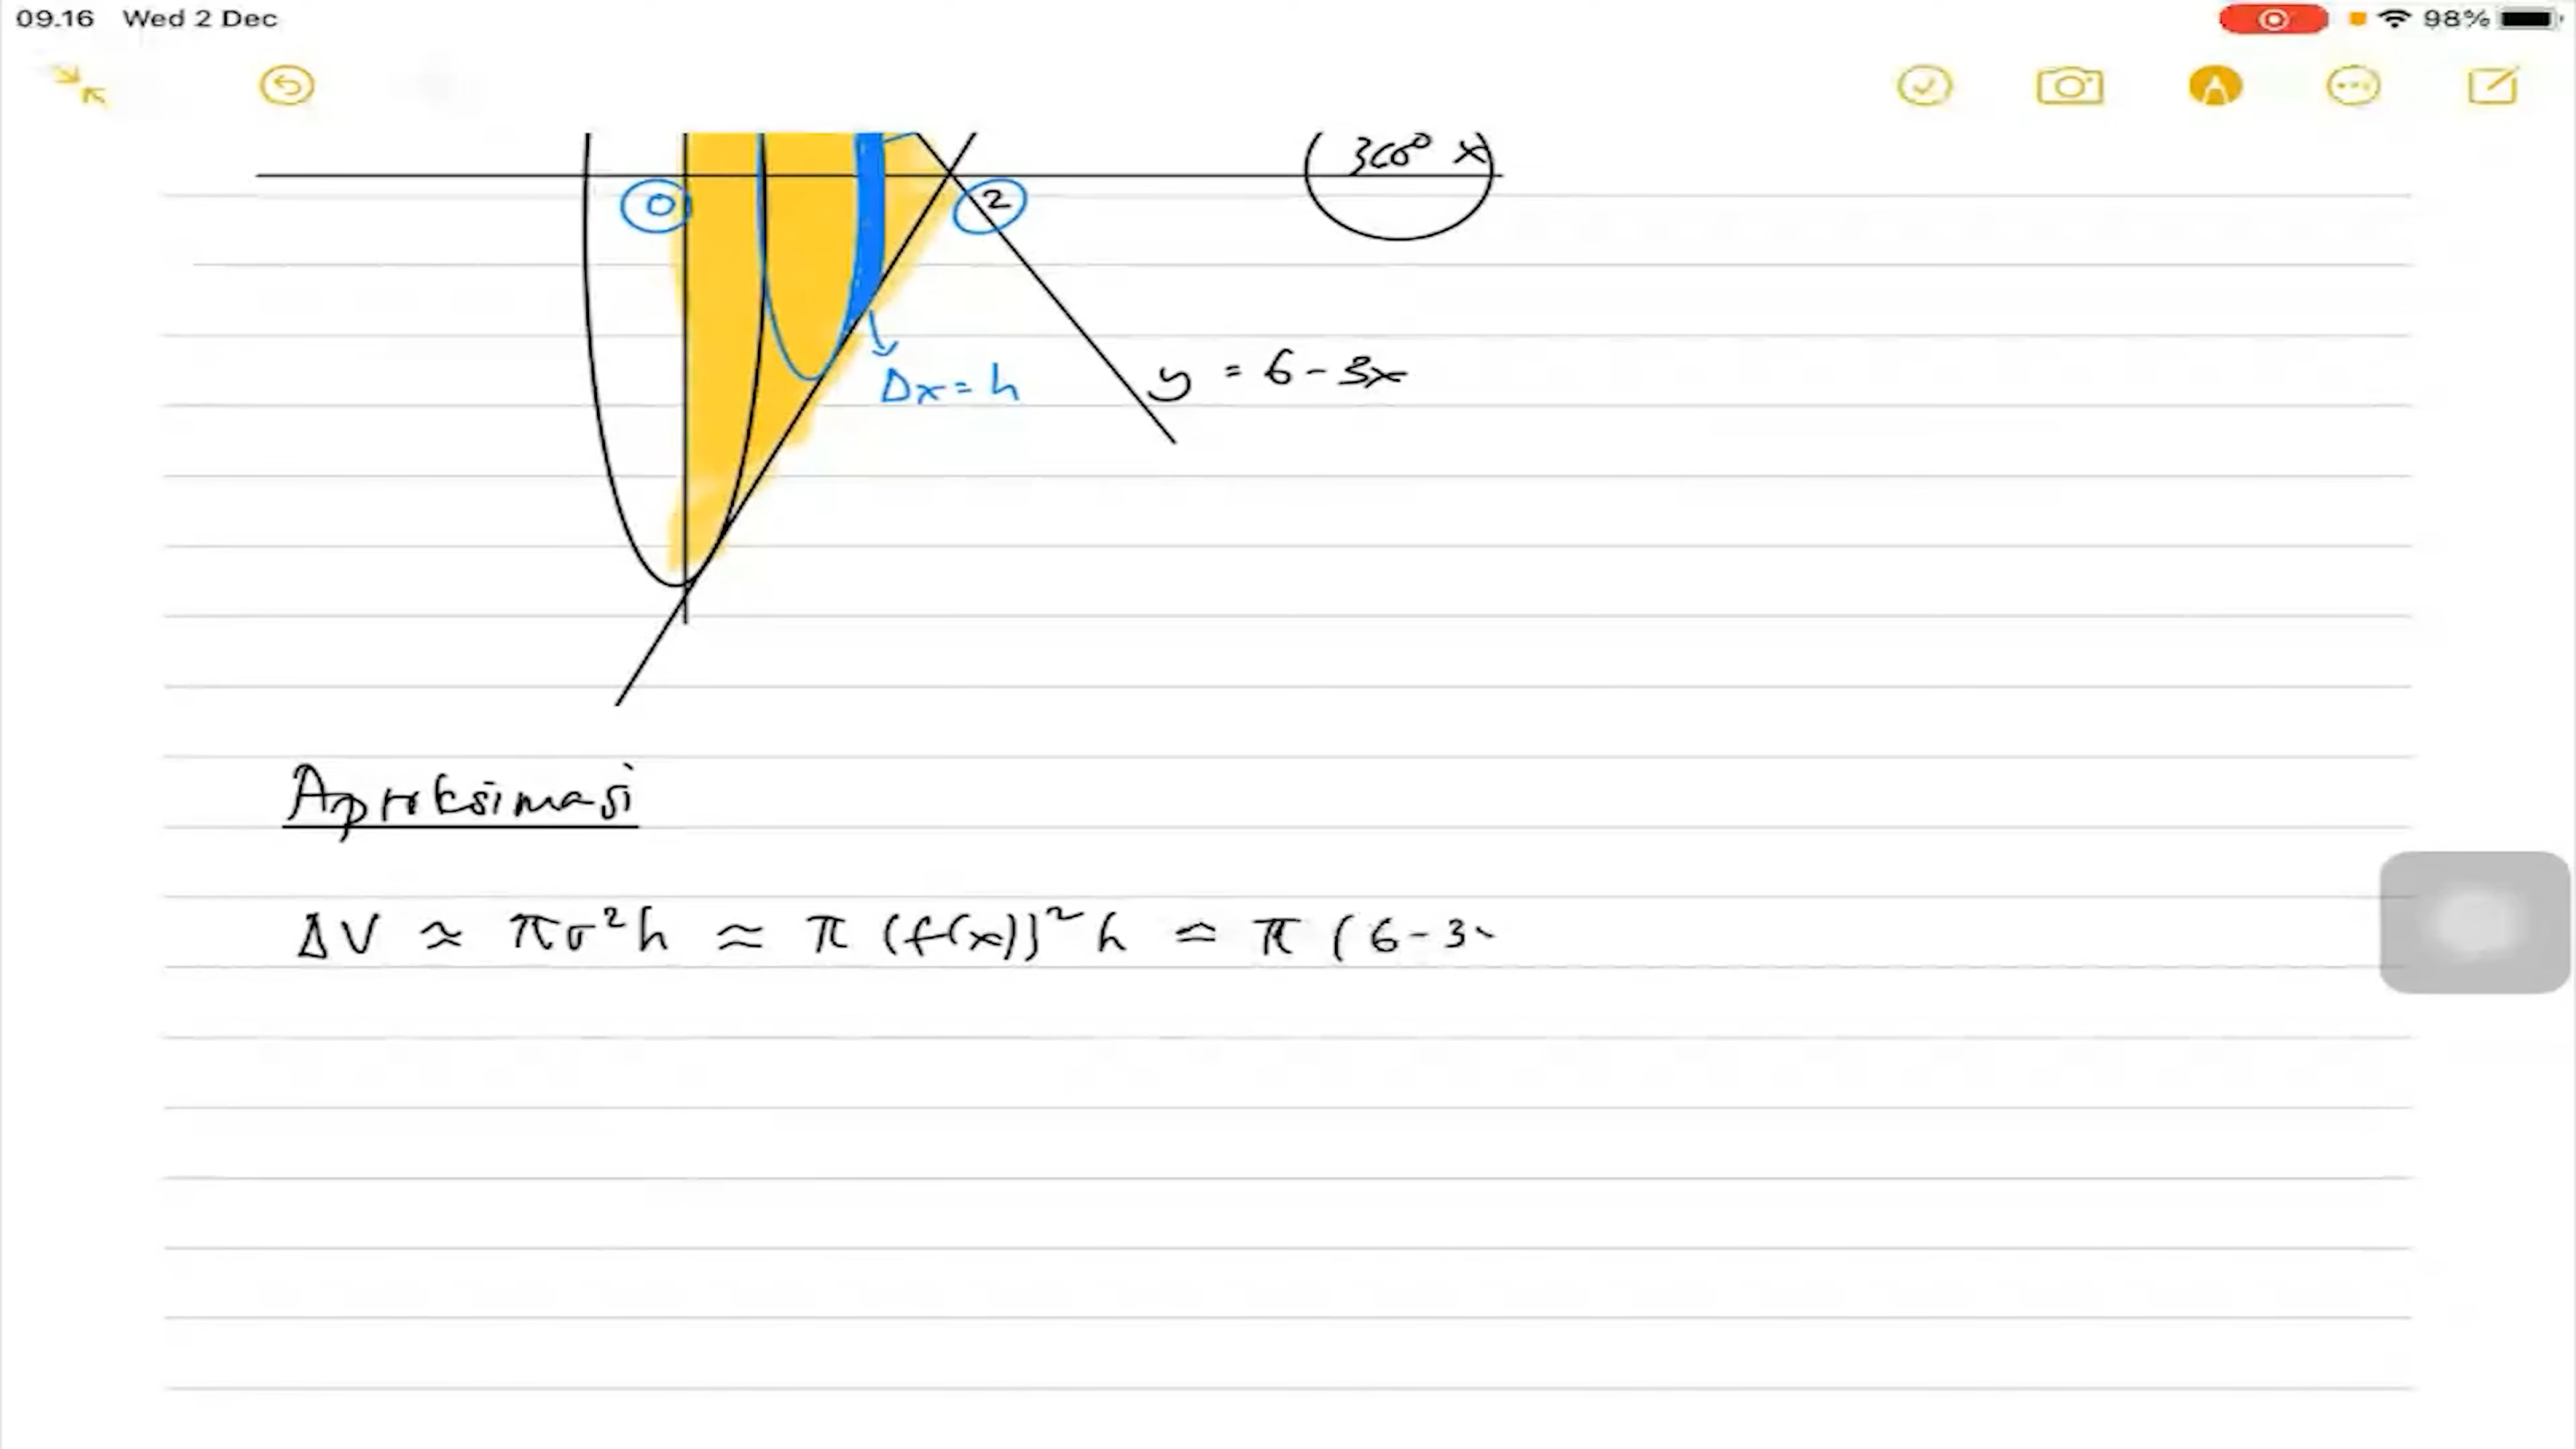 09.16 Wed 2 Dec 98%
360° x
0 2
Δx = h
y = 6 - 3x
Aproksimasi
ΔV ≈ πr²h ≈ π (f(x))² h ≈ π ( 6 - 3